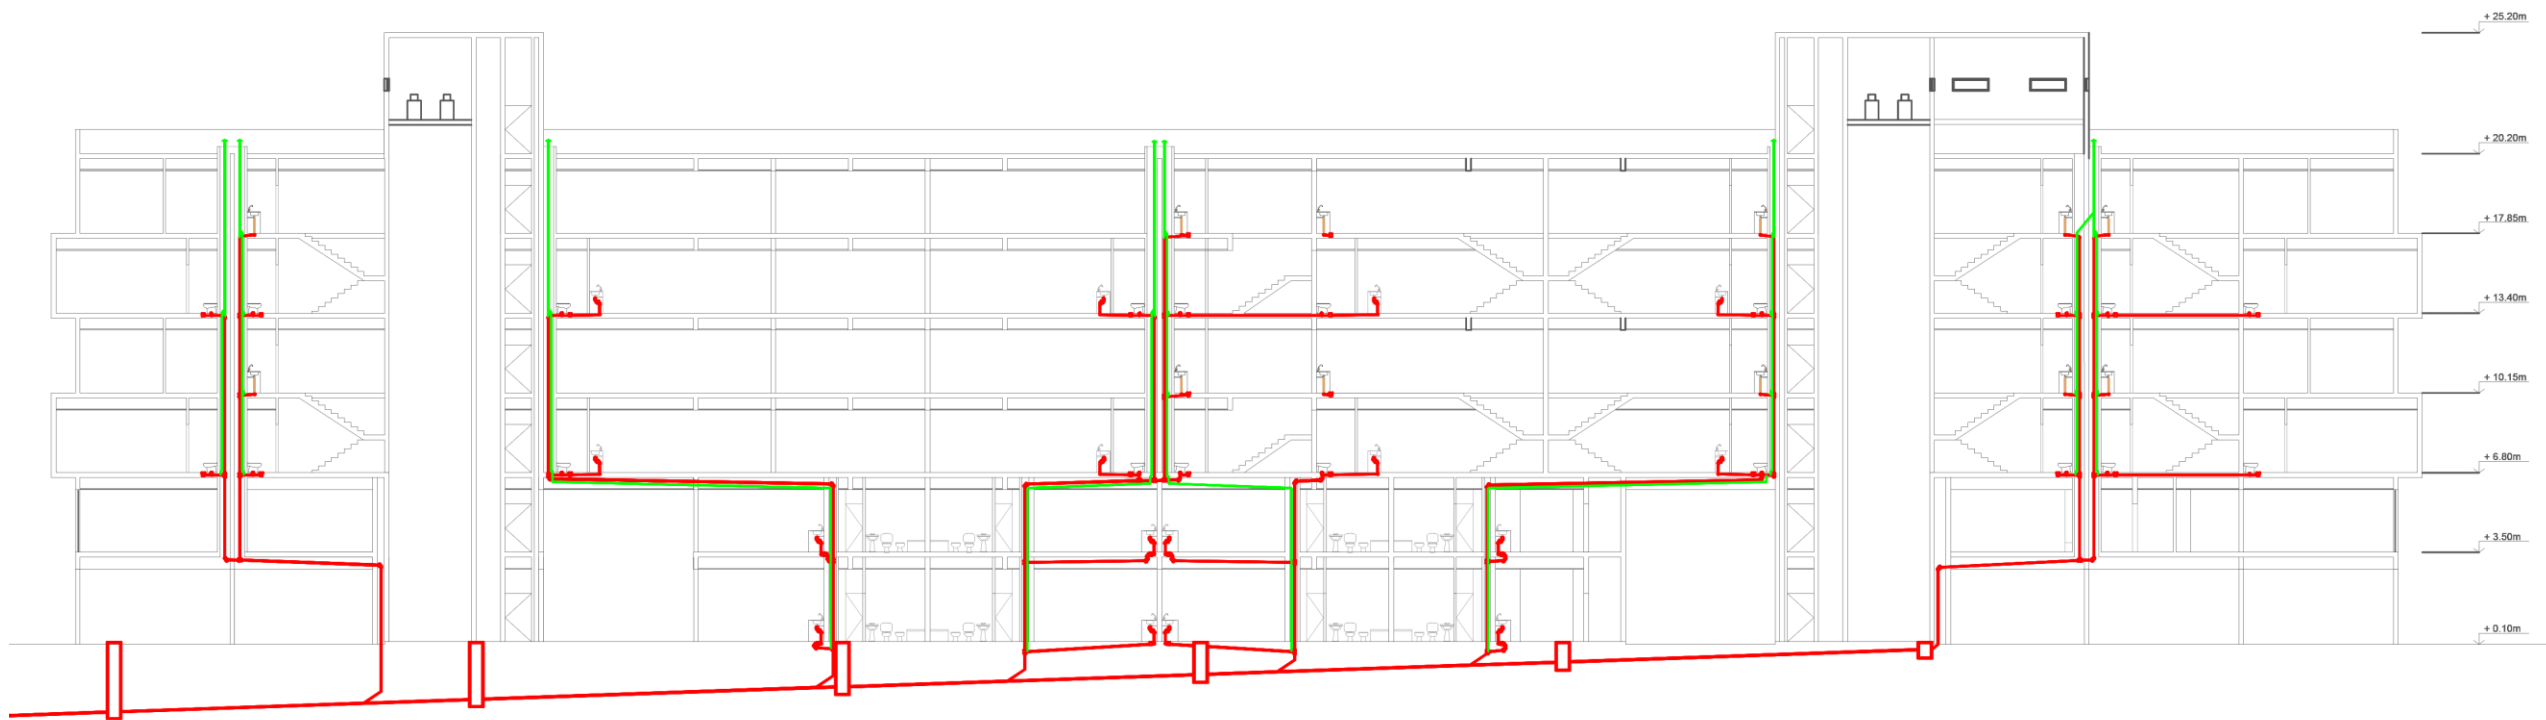 + 25.20m
+ 20.20m
+ 17.85m
+ 13.40m
+ 10.15m
+ 6.80m
+ 3.50m
+ 0.10m